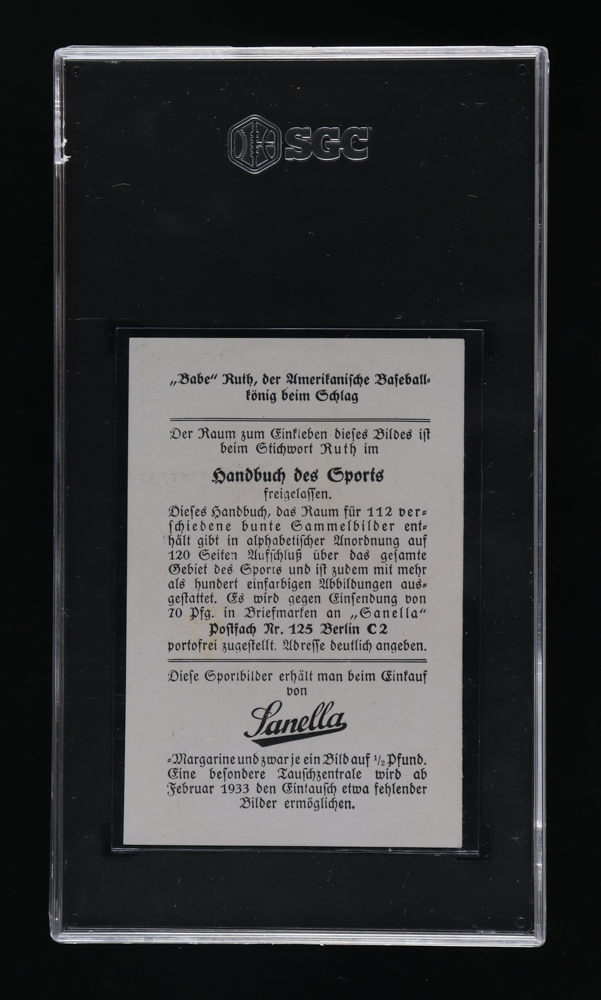 SGC
„Babe“ Ruth, der Amerikanische Baseball-
könig beim Schlag
Der Raum zum Einkleben dieses Bildes ist
beim Stichwort Ruth im
Handbuch des Sports
freigelassen.
Dieses Handbuch, das Raum für 112 ver-
schiedene bunte Sammelbilder ent-
hält gibt in alphabetischer Anordnung auf
120 Seiten Aufschluß über das gesamte
Gebiet des Sports und ist zudem mit mehr
als hundert einfarbigen Abbildungen aus-
gestattet. Es wird gegen Einsendung von
70 Pfg. in Briefmarken an „Sanella“
Postfach Nr. 125 Berlin C 2
portofrei zugestellt. Adresse deutlich angeben.
Diese Sportbilder erhält man beim Einkauf
von
Sanella
-Margarine und zwar je ein Bild auf ½ Pfund.
Eine besondere Tauschzentrale wird ab
Februar 1933 den Eintausch etwa fehlender
Bilder ermöglichen.